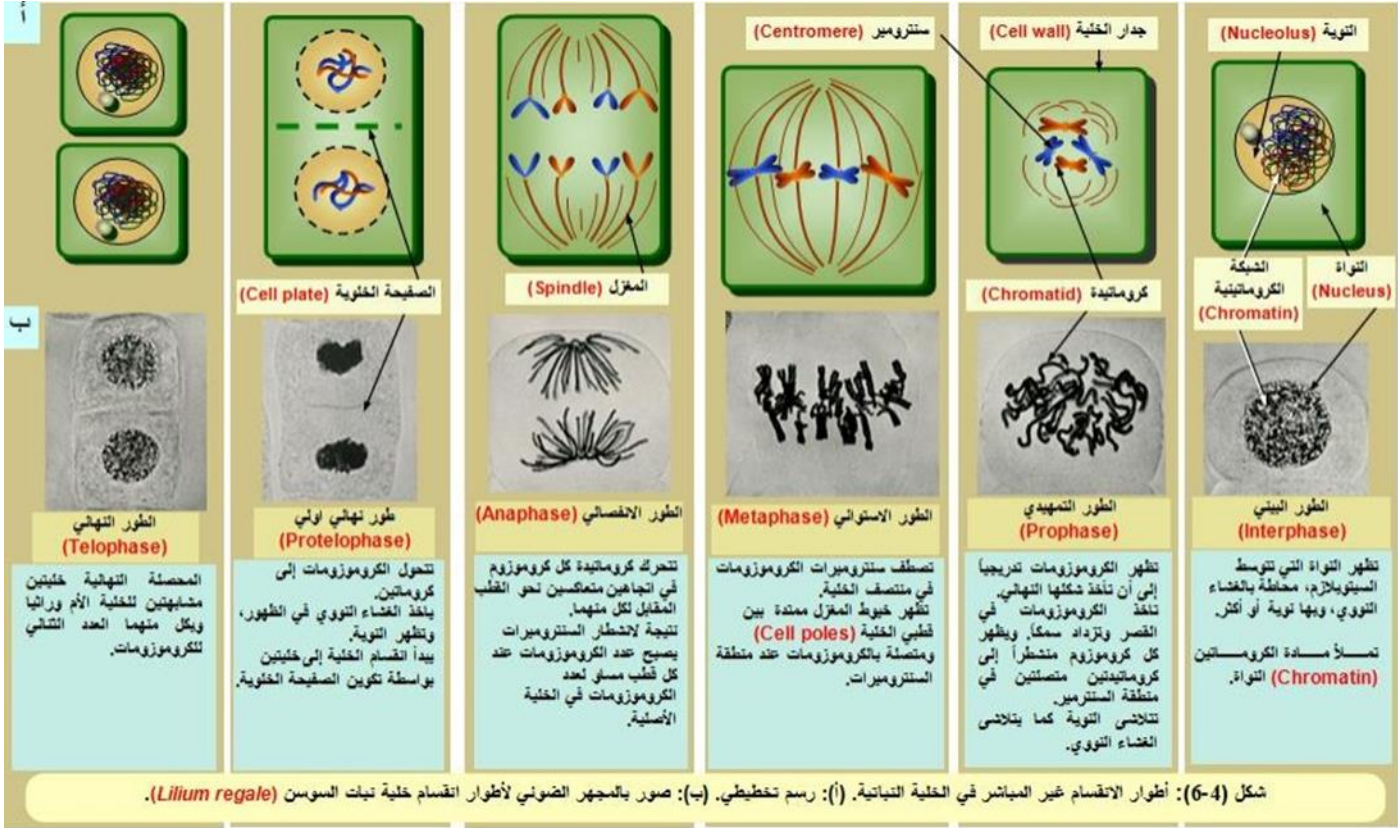 أ
النوية (Nucleolus)
جدار الخلية (Cell wall)
سنترومير (Centromere)
النواة
(Nucleus)
الشبكة
الكروماتينية
(Chromatin)
كروماتيدة (Chromatid)
المغزل (Spindle)
الصفيحة الخلوية (Cell plate)
ب
الطور البيني
(Interphase)
تظهر النواة التي تتوسط
السيتوبلازم، محاطة بالغشاء
النووي، وبها نوية أو أكثر.
تمـــلأ مـــادة الكرومـــاتين
(Chromatin) النواة.
الطور التمهيدي
(Prophase)
تظهر الكروموزومات تدريجياً
إلى أن تأخذ شكلها النهائي.
تأخذ الكروموزومات في
القصر وتزداد سمكاً. ويظهر
كل كروموزوم منشطراً إلى
كروماتيدتين متصلتين في
منطقة السنترمير.
تتلاشى النوية كما يتلاشى
الغشاء النووي.
الطور الاستوائي (Metaphase)
تصطف سنتروميرات الكروموزومات
في منتصف الخلية.
تظهر خيوط المغزل ممتدة بين
قطبي الخلية (Cell poles)
ومتصلة بالكروموزومات عند منطقة
السنتروميرات.
الطور الانفصالي (Anaphase)
تتحرك كروماتيدة كل كروموزوم
في اتجاهين متعاكسين نحو القطب
المقابل لكل منهما.
نتيجة لانشطار السنتروميرات
يصبح عدد الكروموزومات عند
كل قطب مساو لعدد
الكروموزومات في الخلية
الأصلية.
طور نهائي اولي
(Protelophase)
تتحول الكروموزومات إلى
كروماتين.
ياخذ الغشاء النووي في الظهور،
وتظهر النوية.
يبدأ انقسام الخلية إلى خليتين
بواسطة تكوين الصفيحة الخلوية.
الطور النهائي
(Telophase)
المحصلة النهائية خليتين
مشابهتين للخلية الأم وراثيا
وبكل منهما العدد الثنائي
للكروموزومات.
شكل (4-6): أطوار الانقسام غير المباشر في الخلية النباتية. (أ): رسم تخطيطي. (ب): صور بالمجهر الضوئي لأطوار انقسام خلية نبات السوسن (Lilium regale).